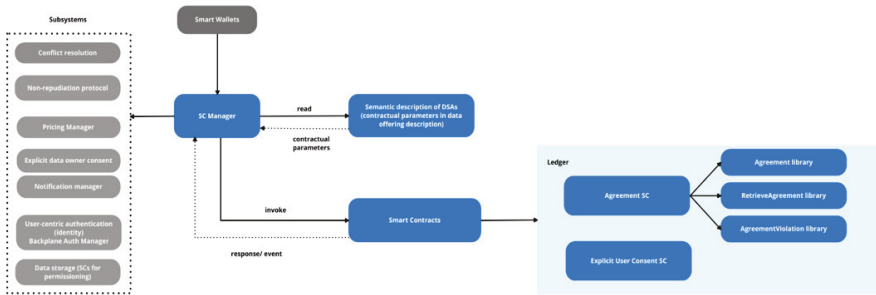 Subsystems
Conflict resolution
Non-repudiation protocol
Pricing Manager
Explicit data owner consent
Notification manager
User-centric authentication
(identity)
Backplane Auth Manager
Data storage (SCs for
permissioning)
Smart Wallets
SC Manager
read
contractual
parameters
Semantic description of DSAs
(contractual parameters in data
offering description)
invoke
response/ event
Smart Contracts
Ledger
Agreement SC
Explicit User Consent SC
Agreement library
RetrieveAgreement library
AgreementViolation library